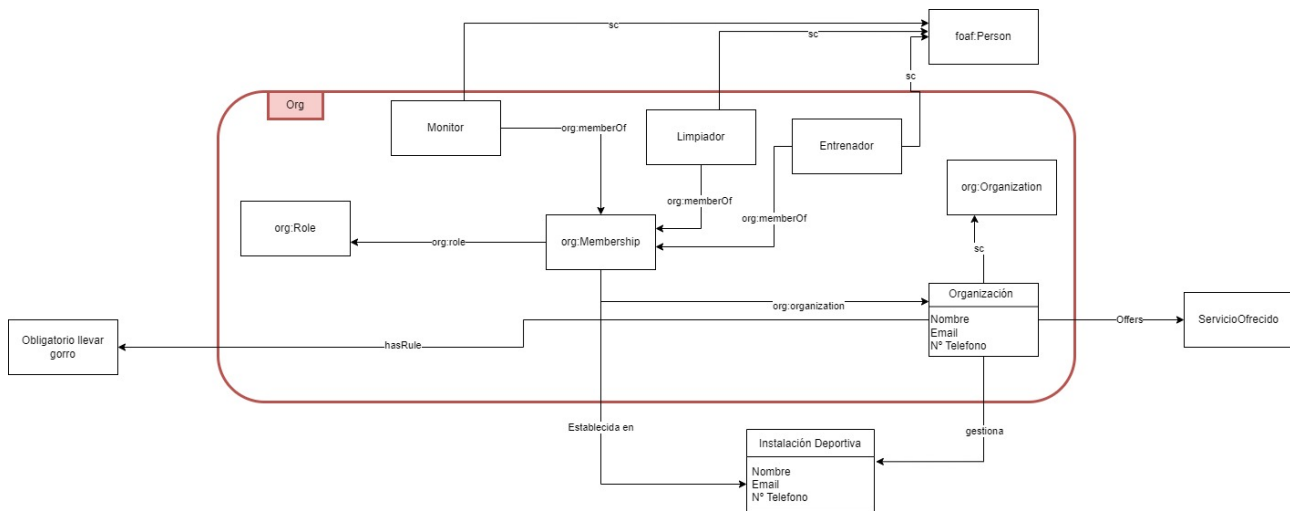 foaf:Person
sc
sc
sc
Org
Monitor
org:memberOf
Limpiador
Entrenador
org:Organization
org:memberOf
org:memberOf
org:Role
org:role
org:Membership
sc
Organización
Nombre
Email
Nº Telefono
org:organization
Offers
ServicioOfrecido
Obligatorio llevar
gorro
hasRule
Establecida en
gestiona
Instalación Deportiva
Nombre
Email
Nº Telefono